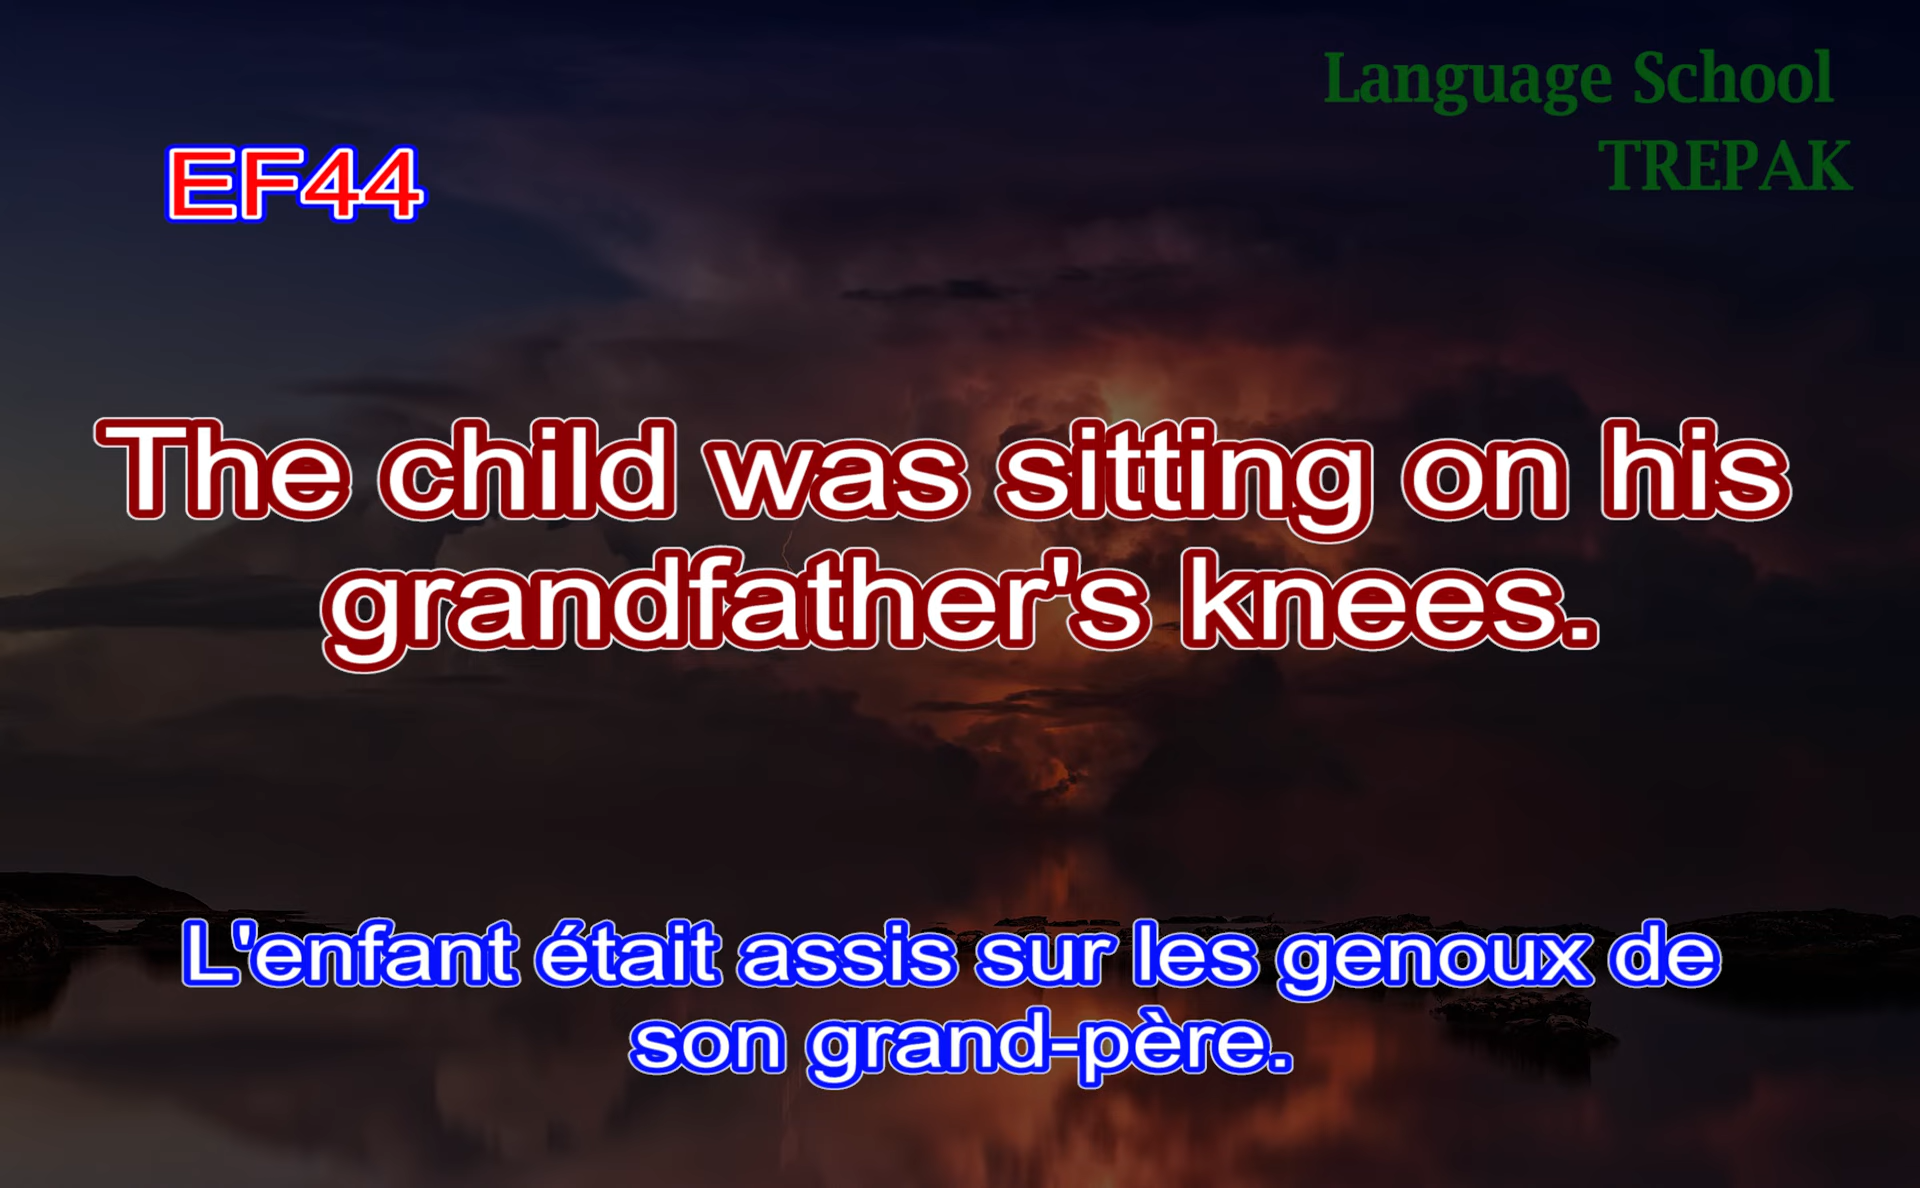 Language School
TREPAK
EF44
The child was sitting on his
grandfather's knees.
L'enfant était assis sur les genoux de
son grand-père.